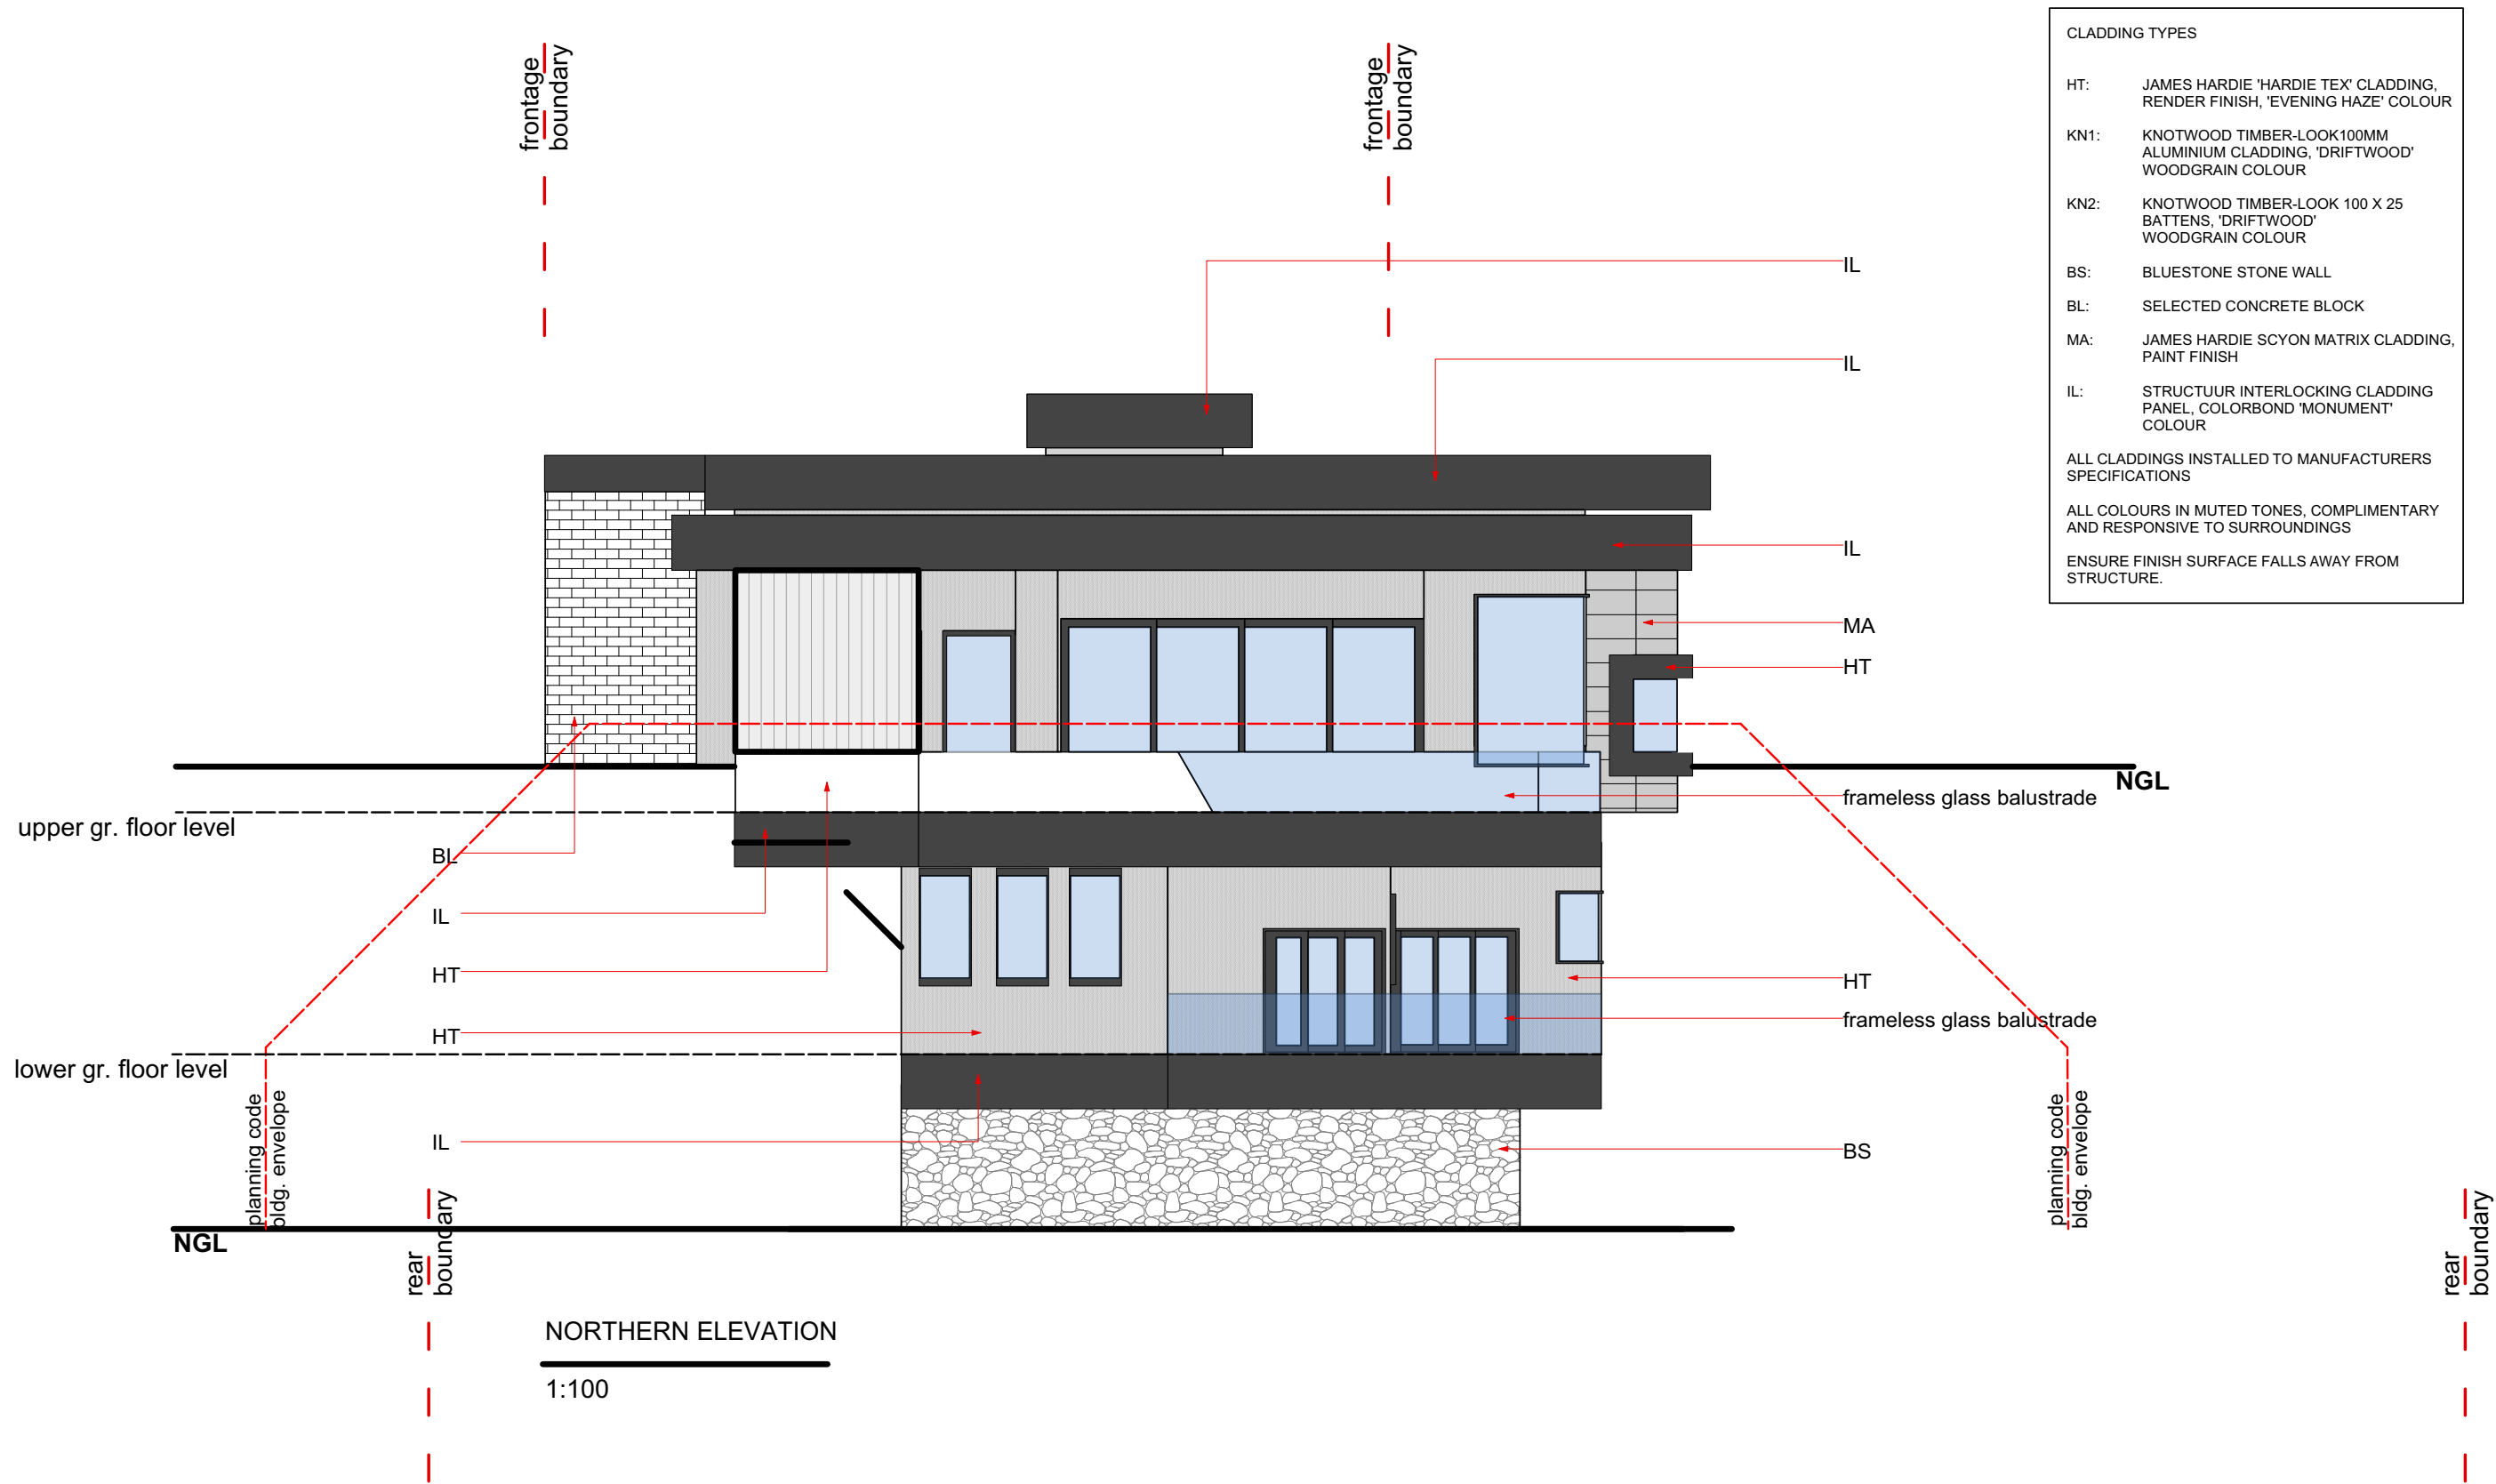 CLADDING TYPES
HT: JAMES HARDIE 'HARDIE TEX' CLADDING,
RENDER FINISH, 'EVENING HAZE' COLOUR
KN1: KNOTWOOD TIMBER-LOOK100MM
ALUMINIUM CLADDING, 'DRIFTWOOD'
WOODGRAIN COLOUR
KN2: KNOTWOOD TIMBER-LOOK 100 X 25
BATTENS, 'DRIFTWOOD'
WOODGRAIN COLOUR
BS: BLUESTONE STONE WALL
BL: SELECTED CONCRETE BLOCK
MA: JAMES HARDIE SCYON MATRIX CLADDING,
PAINT FINISH
IL: STRUCTUUR INTERLOCKING CLADDING
PANEL, COLORBOND 'MONUMENT'
COLOUR
ALL CLADDINGS INSTALLED TO MANUFACTURERS
SPECIFICATIONS
ALL COLOURS IN MUTED TONES, COMPLIMENTARY
AND RESPONSIVE TO SURROUNDINGS
ENSURE FINISH SURFACE FALLS AWAY FROM
STRUCTURE.
frontage
boundary
frontage
boundary
IL
IL
IL
MA
HT
NGL
frameless glass balustrade
upper gr. floor level
BL
IL
HT
HT
HT
frameless glass balustrade
lower gr. floor level
planning code
bldg. envelope
planning code
bldg. envelope
IL
BS
NGL
rear
boundary
rear
boundary
NORTHERN ELEVATION
1:100